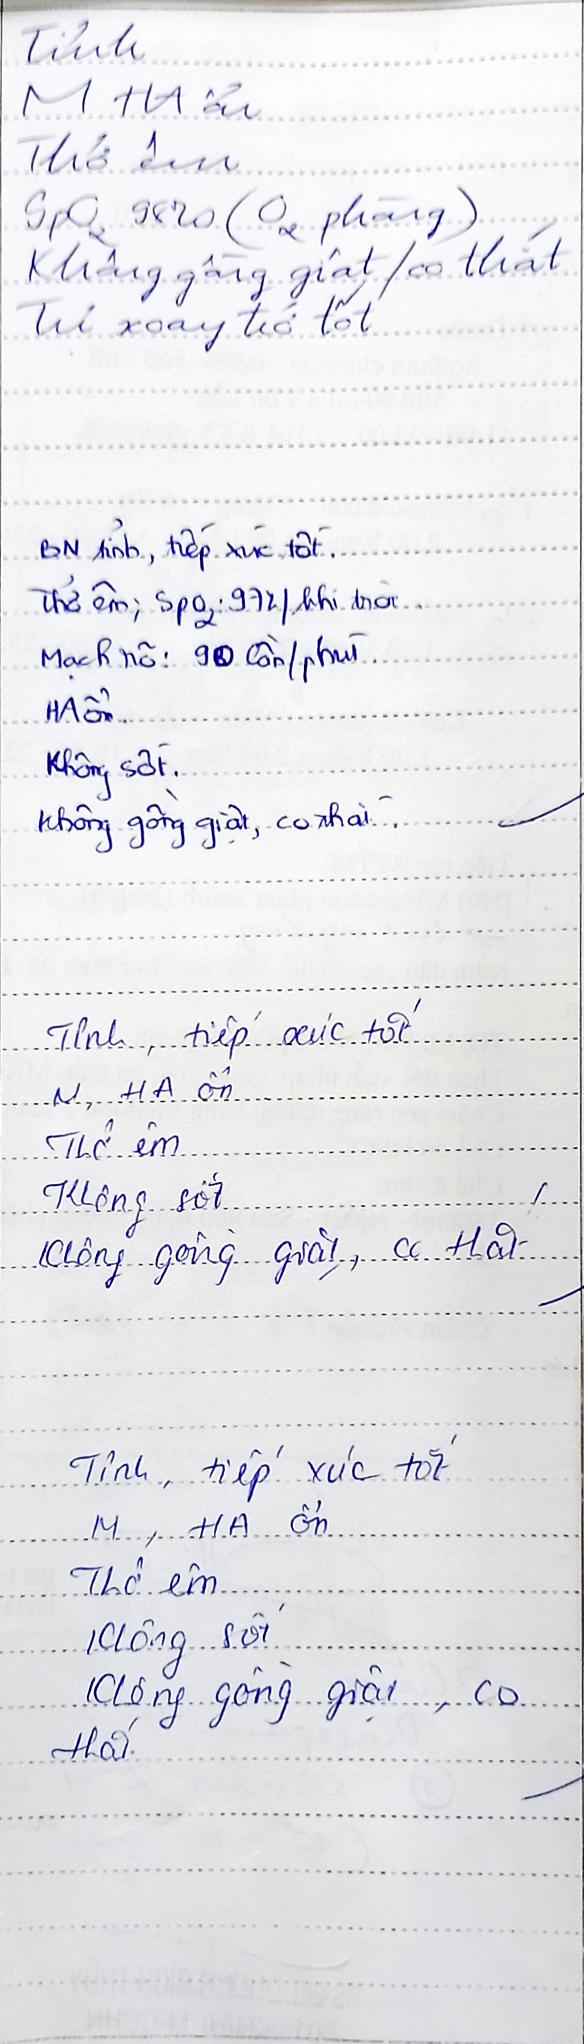 Tỉnh
M HA ổn
Thở êm
SpO2 98% (O2 phòng)
Không gồng giật/co thắt
Tự xoay trở tốt
BN tỉnh, tiếp xúc tốt.
Thở êm; SpO2: 97%/khí trời.
Mạch rõ: 90 lần/phút.
HA ổn.
Không sốt.
Không gồng giật, co thắt.
Tỉnh, tiếp xúc tốt
M, HA ổn
Thở êm
Không sốt
Không gồng giật, co thắt
Tỉnh, tiếp xúc tốt
M, HA ổn
Thở êm
Không sốt
Không gồng giật, co
thắt.